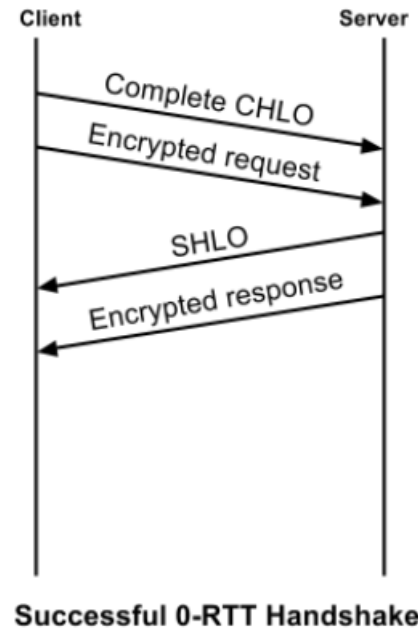 Client Server
Complete CHLO
Encrypted request
SHLO
Encrypted response
Successful 0-RTT Handshake